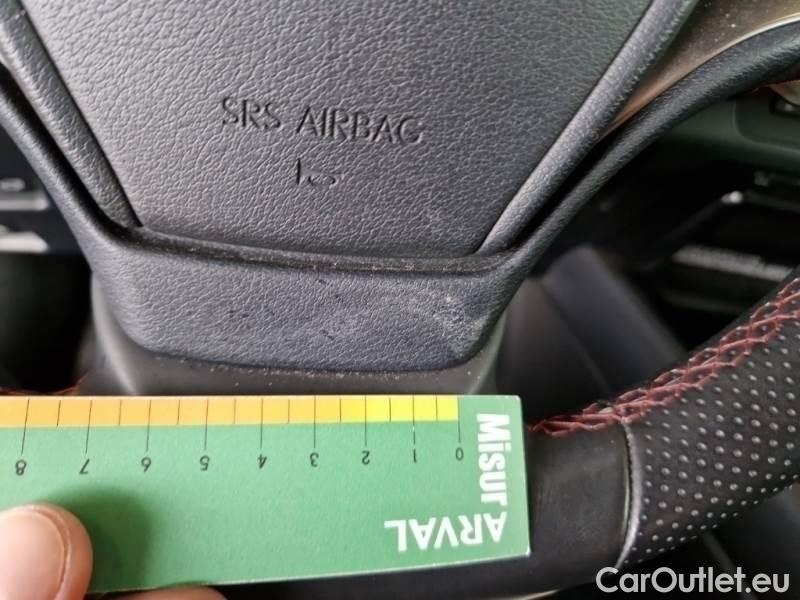 SRS AIRBAG
8 7 6 5 4 3 2 1 0
Misur
ARVAL
CarOutlet.eu